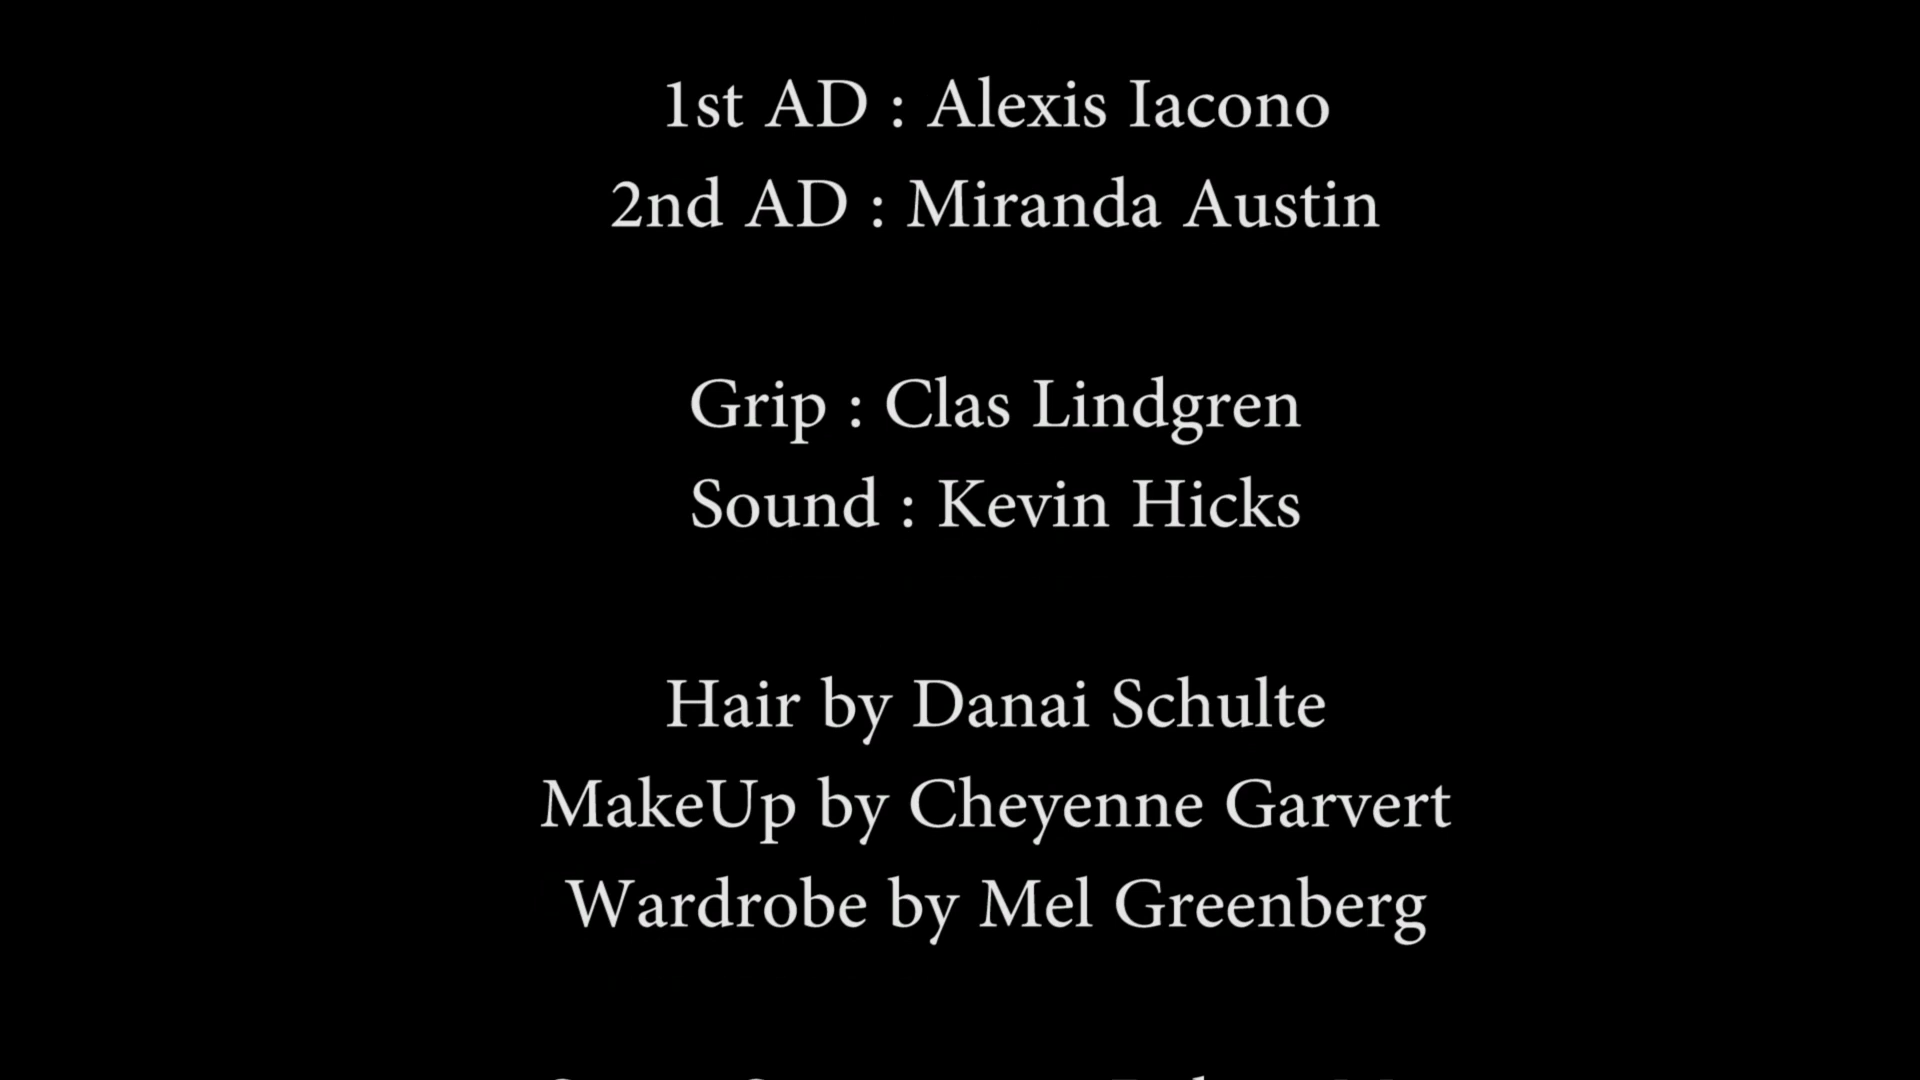 1st AD : Alexis Iacono
2nd AD : Miranda Austin
Grip : Clas Lindgren
Sound : Kevin Hicks
Hair by Danai Schulte
MakeUp by Cheyenne Garvert
Wardrobe by Mel Greenberg